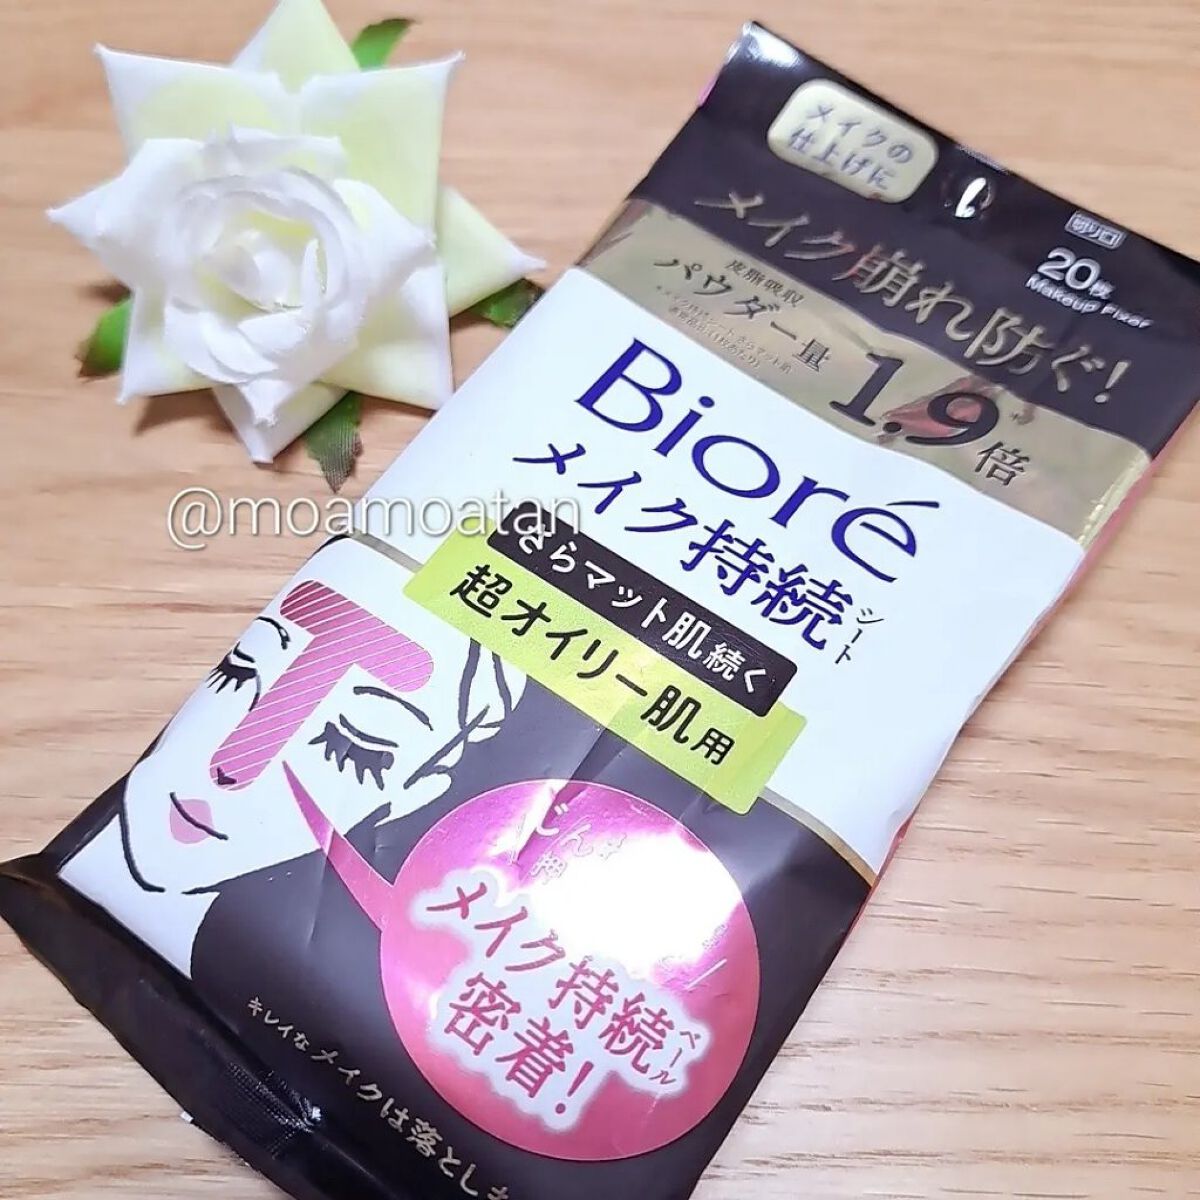 メイクの
仕上げに
切り口
20枚
Makeup Fixer
メイク崩れ防ぐ!
皮脂吸収
パウダー量
1.9倍
Bioré
メイク持続シート
さらマット肌続く
超オイリー肌用
@moamoatan
メイク持続ベール
密着!
キレイなメイクは落としま